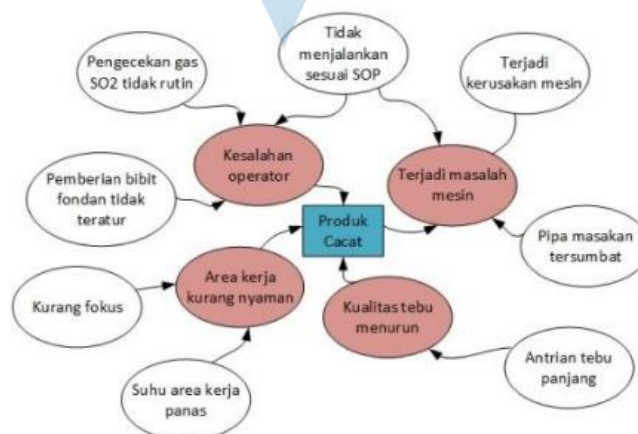 Pengecekan gas
SO2 tidak rutin
Tidak
menjalankan
sesuai SOP
Terjadi
kerusakan mesin
Kesalahan
operator
Terjadi masalah
mesin
Pemberian bibit
fondan tidak
teratur
Produk
Cacat
Pipa masakan
tersumbat
Kurang fokus
Area kerja
kurang nyaman
Kualitas tebu
menurun
Suhu area kerja
panas
Antrian tebu
panjang